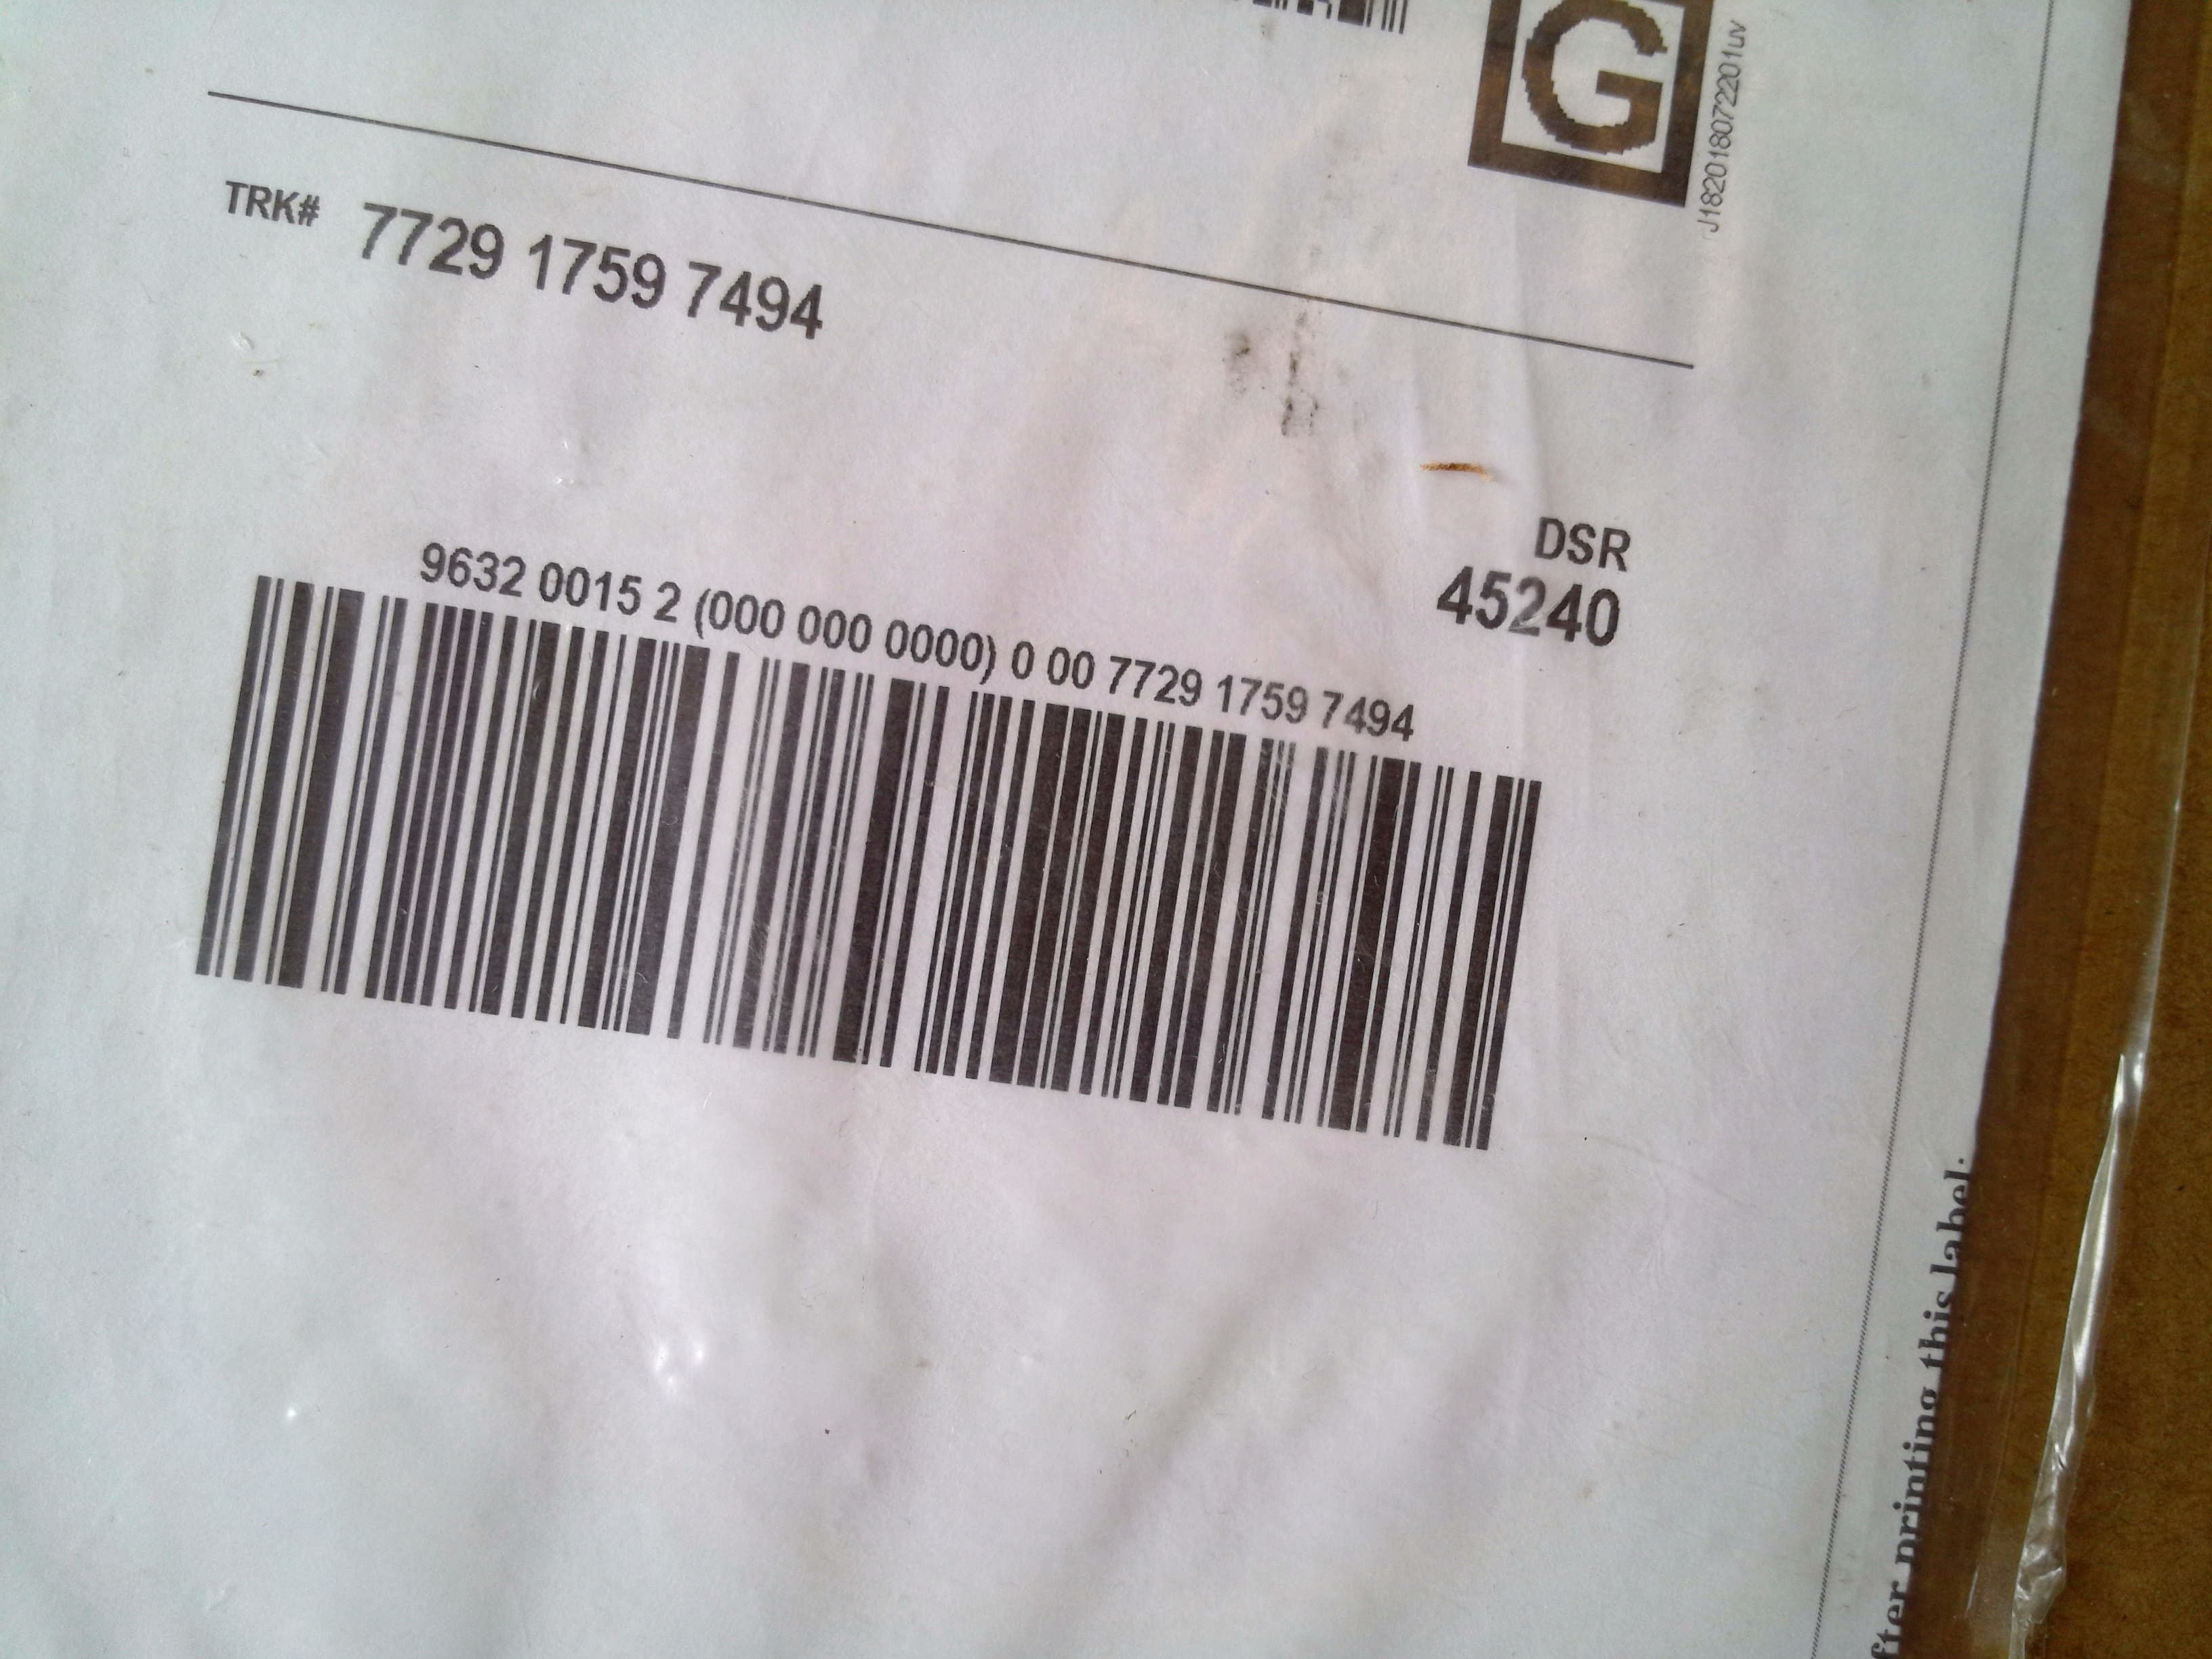 G
J182018072201uv
TRK# 7729 1759 7494
DSR
45240
9632 0015 2 (000 000 0000) 0 00 7729 1759 7494
printing this label.